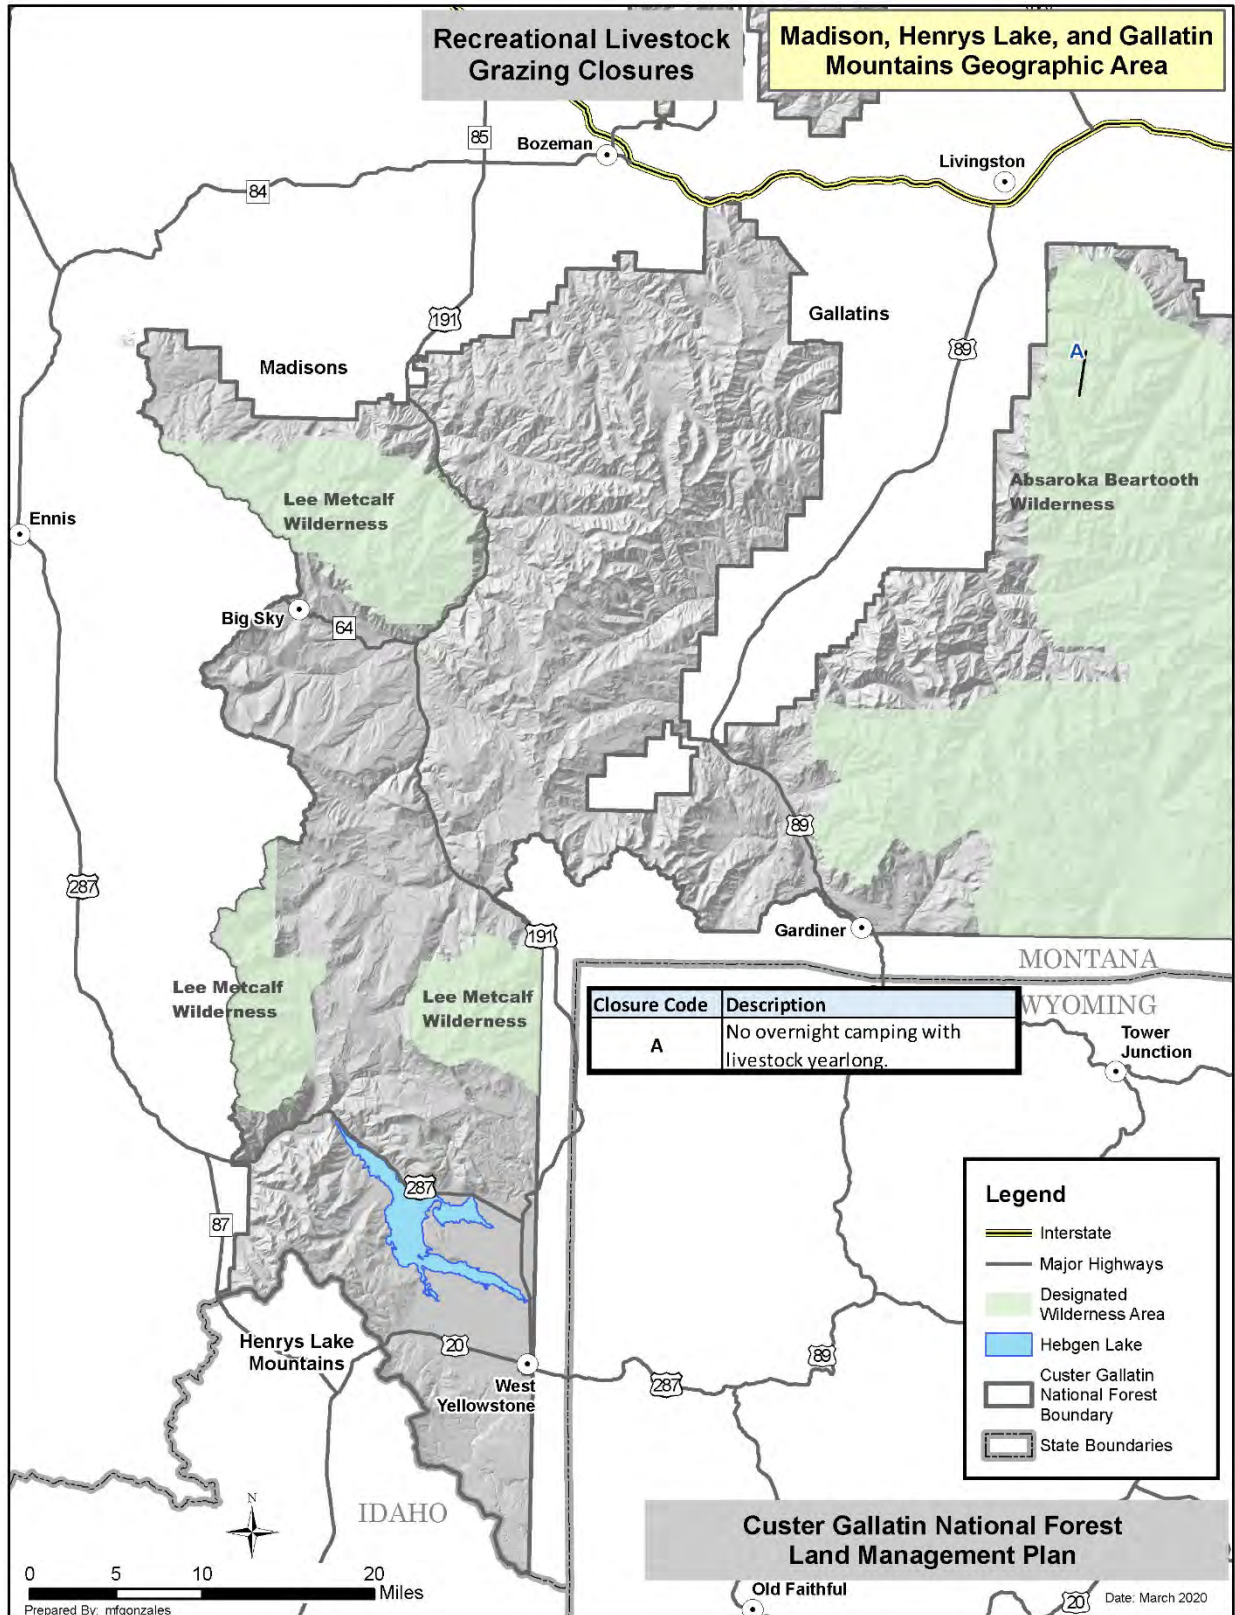 Recreational Livestock
Grazing Closures
Madison, Henrys Lake, and Gallatin
Mountains Geographic Area
85
Bozeman
Livingston
84
191
Gallatins
Madisons
89
A
Lee Metcalf
Wilderness
Absaroka Beartooth
Wilderness
Ennis
Big Sky
64
89
287
Gardiner
191
MONTANA
WYOMING
Lee Metcalf
Wilderness
Lee Metcalf
Wilderness
Closure Code Description
A No overnight camping with
livestock yearlong.
Tower
Junction
287
87
Legend
Interstate
Major Highways
Designated
Wilderness Area
Hebgen Lake
Custer Gallatin
National Forest
Boundary
State Boundaries
Henrys Lake
Mountains
20
West
Yellowstone
89
287
N
IDAHO
Custer Gallatin National Forest
Land Management Plan
0 5 10 20
Miles
Old Faithful
20
Date: March 2020
Prepared By: mfgonzales